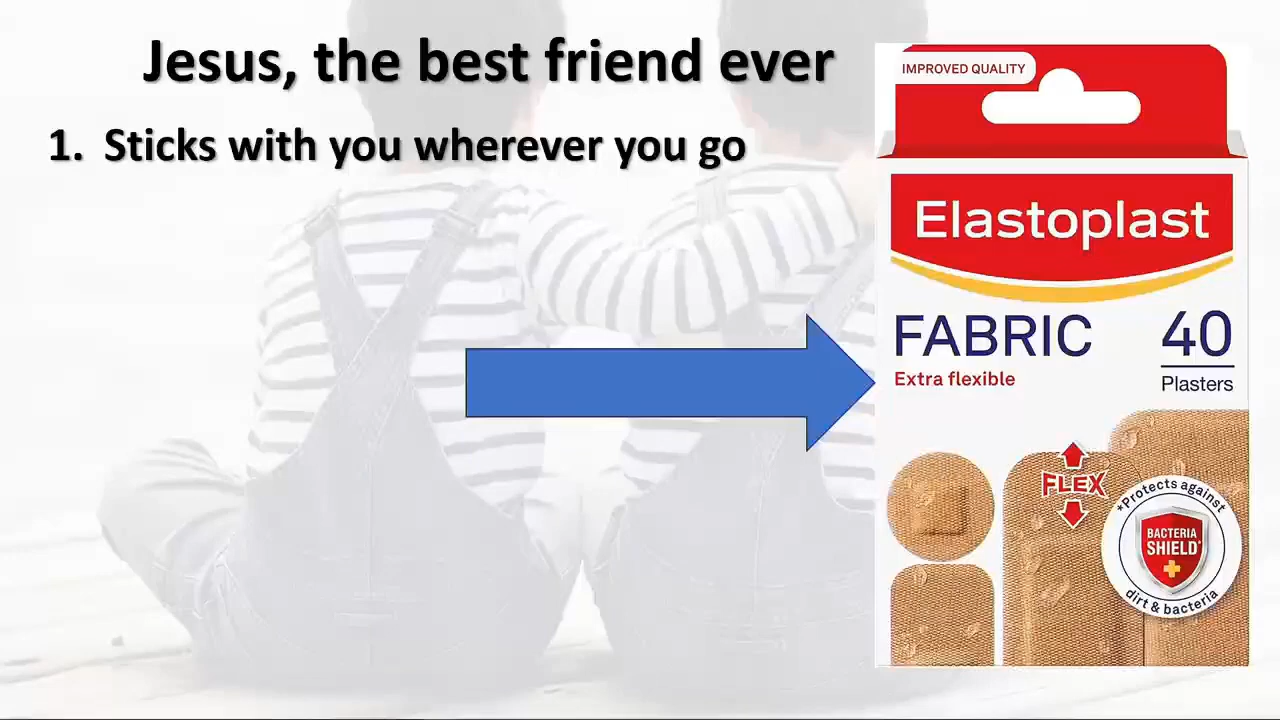 Jesus, the best friend ever
1. Sticks with you wherever you go
IMPROVED QUALITY
Elastoplast
FABRIC
Extra flexible
40
Plasters
FLEX
*Protects against
BACTERIA
SHIELD*
dirt & bacteria